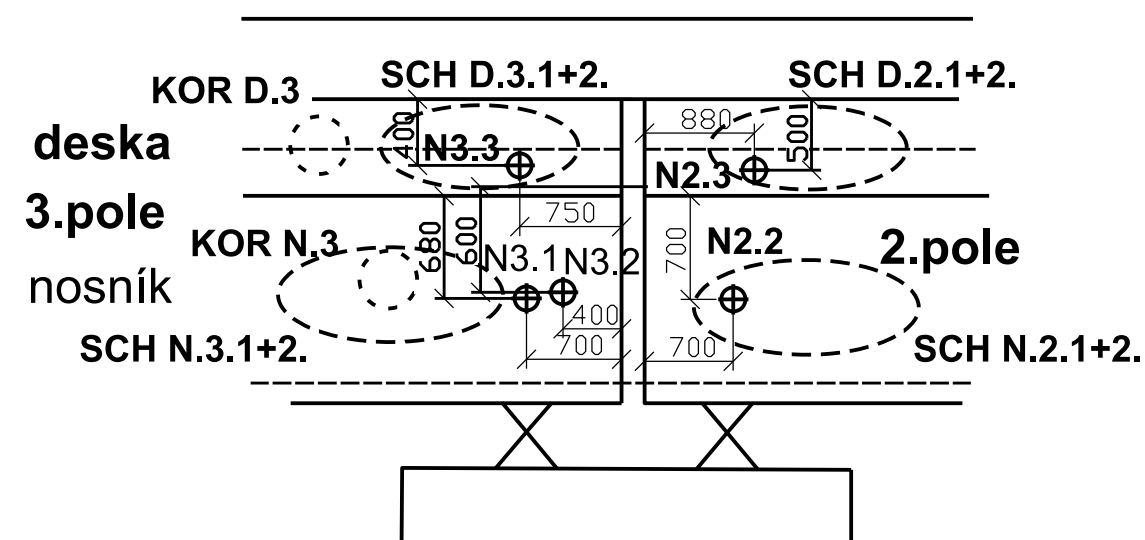 SCH D.3.1+2.
SCH D.2.1+2.
KOR D.3
deska
400
N3.3
880
500
N2.3
3.pole
750
KOR N.3
680
600
N3.1
N3.2
700
N2.2
2.pole
nosník
400
SCH N.3.1+2.
700
700
SCH N.2.1+2.